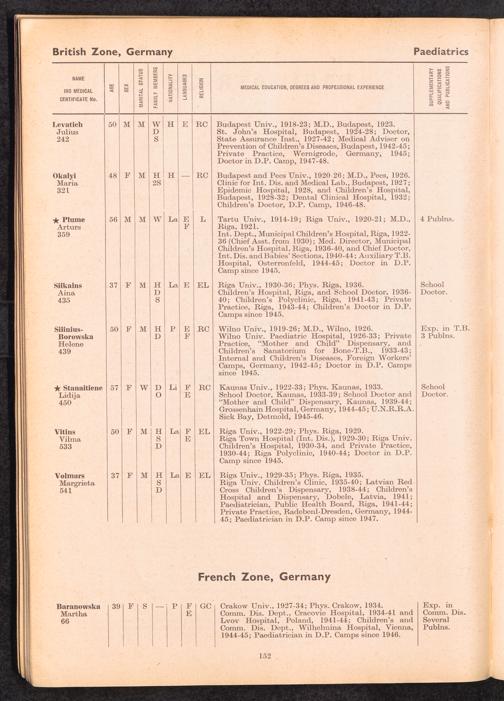 British Zone, Germany Paediatrics
NAME
IRO MEDICAL
CERTIFICATE No.
AGE
SEX
MARITAL STATUS
FAMILY MEMBERS
NATIONALITY
LANGUAGES
RELIGION
MEDICAL EDUCATION, DEGREES AND PROFESSIONAL EXPERIENCE
SUPPLEMENTARY
QUALIFICATIONS
AND PUBLICATIONS
Levatich 50 M M W H E RC Budapest Univ., 1918-23; M.D., Budapest, 1923.
Julius D St. John's Hospital, Budapest, 1924-28; Doctor,
242 S State Assurance Inst., 1927-42; Medical Adviser on
Prevention of Children's Diseases, Budapest, 1942-45;
Private Practice, Wernigrode, Germany, 1945;
Doctor in D.P. Camp, 1947-48.
Okalyi 48 F M H H — RC Budapest and Pecs Univ., 1920-26; M.D., Pecs, 1926.
Maria 2S Clinic for Int. Dis. and Medical Lab., Budapest, 1927;
321 Epidemic Hospital, 1928, and Children's Hospital,
Budapest, 1928-32; Dental Clinical Hospital, 1932;
Children's Doctor, D.P. Camp, 1946-48.
★ Plume 56 M M W La E L Tartu Univ., 1914-19; Riga Univ., 1920-21; M.D., 4 Publns.
Arturs F Riga, 1921.
359 Int. Dept., Municipal Children's Hospital, Riga, 1922-
36 (Chief Asst. from 1930); Med. Director, Municipal
Children's Hospital, Riga, 1936-40, and Chief Doctor,
Int. Dis. and Babies' Sections, 1940-44; Auxiliary T.B.
Hospital, Osterronfeld, 1944-45; Doctor in D.P.
Camp since 1945.
Silkalns 37 F M H La E EL Riga Univ., 1930-36; Phys. Riga, 1936. School
Aina D Children's Hospital, Riga, and School Doctor, 1936- Doctor.
435 S 40; Children's Polyclinic, Riga, 1941-43; Private
Practice, Riga, 1943-44; Children's Doctor in D.P.
Camps since 1945.
Silinius- 50 F M H P E RC Wilno Univ., 1919-26; M.D., Wilno, 1926. Exp. in T.B.
Borowska D F Wilno Univ. Paediatric Hospital, 1926-33; Private 3 Publns.
Helene Practice, "Mother and Child" Dispensary, and
439 Children's Sanatorium for Bone-T.B., 1933-43;
Internal and Children's Diseases, Foreign Workers'
Camps, Germany, 1942-45; Doctor in D.P. Camps
since 1945.
★ Stanaitiene 57 F W D Li F RC Kaunas Univ., 1922-33; Phys. Kaunas, 1933. School
Lidija O E School Doctor, Kaunas, 1933-39; School Doctor and Doctor.
450 "Mother and Child" Dispensary, Kaunas, 1939-44;
Grossenhain Hospital, Germany, 1944-45; U.N.R.R.A.
Sick Bay, Detmold, 1945-46.
Vitins 50 F M H La F EL Riga Univ., 1922-29; Phys. Riga, 1929.
Vilma S E Riga Town Hospital (Int. Dis.), 1929-30; Riga Univ.
533 D Children's Hospital, 1930-34, and Private Practice,
1930-44; Riga Polyclinic, 1940-44; Doctor in D.P.
Camp since 1945.
Volmars 37 F M H La E EL Riga Univ., 1929-35; Phys. Riga, 1935.
Margrieta S Riga Univ. Children's Clinic, 1935-40; Latvian Red
541 D Cross Children's Dispensary, 1938-44; Children's
Hospital and Dispensary, Dobele, Latvia, 1941;
Paediatrician, Public Health Board, Riga, 1941-44;
Private Practice, Radebeul-Dresden, Germany, 1944-
45; Paediatrician in D.P. Camp since 1947.
French Zone, Germany
Baranowska 39 F S — P F GC Crakow Univ., 1927-34; Phys. Crakow, 1934. Exp. in
Martha E Comm. Dis. Dept., Cracovie Hospital, 1934-41 and Comm. Dis.
66 Lvov Hospital, Poland, 1941-44; Children's and Several
Comm. Dis. Dept., Wilhelmina Hospital, Vienna, Publns.
1944-45; Paediatrician in D.P. Camps since 1946.
152